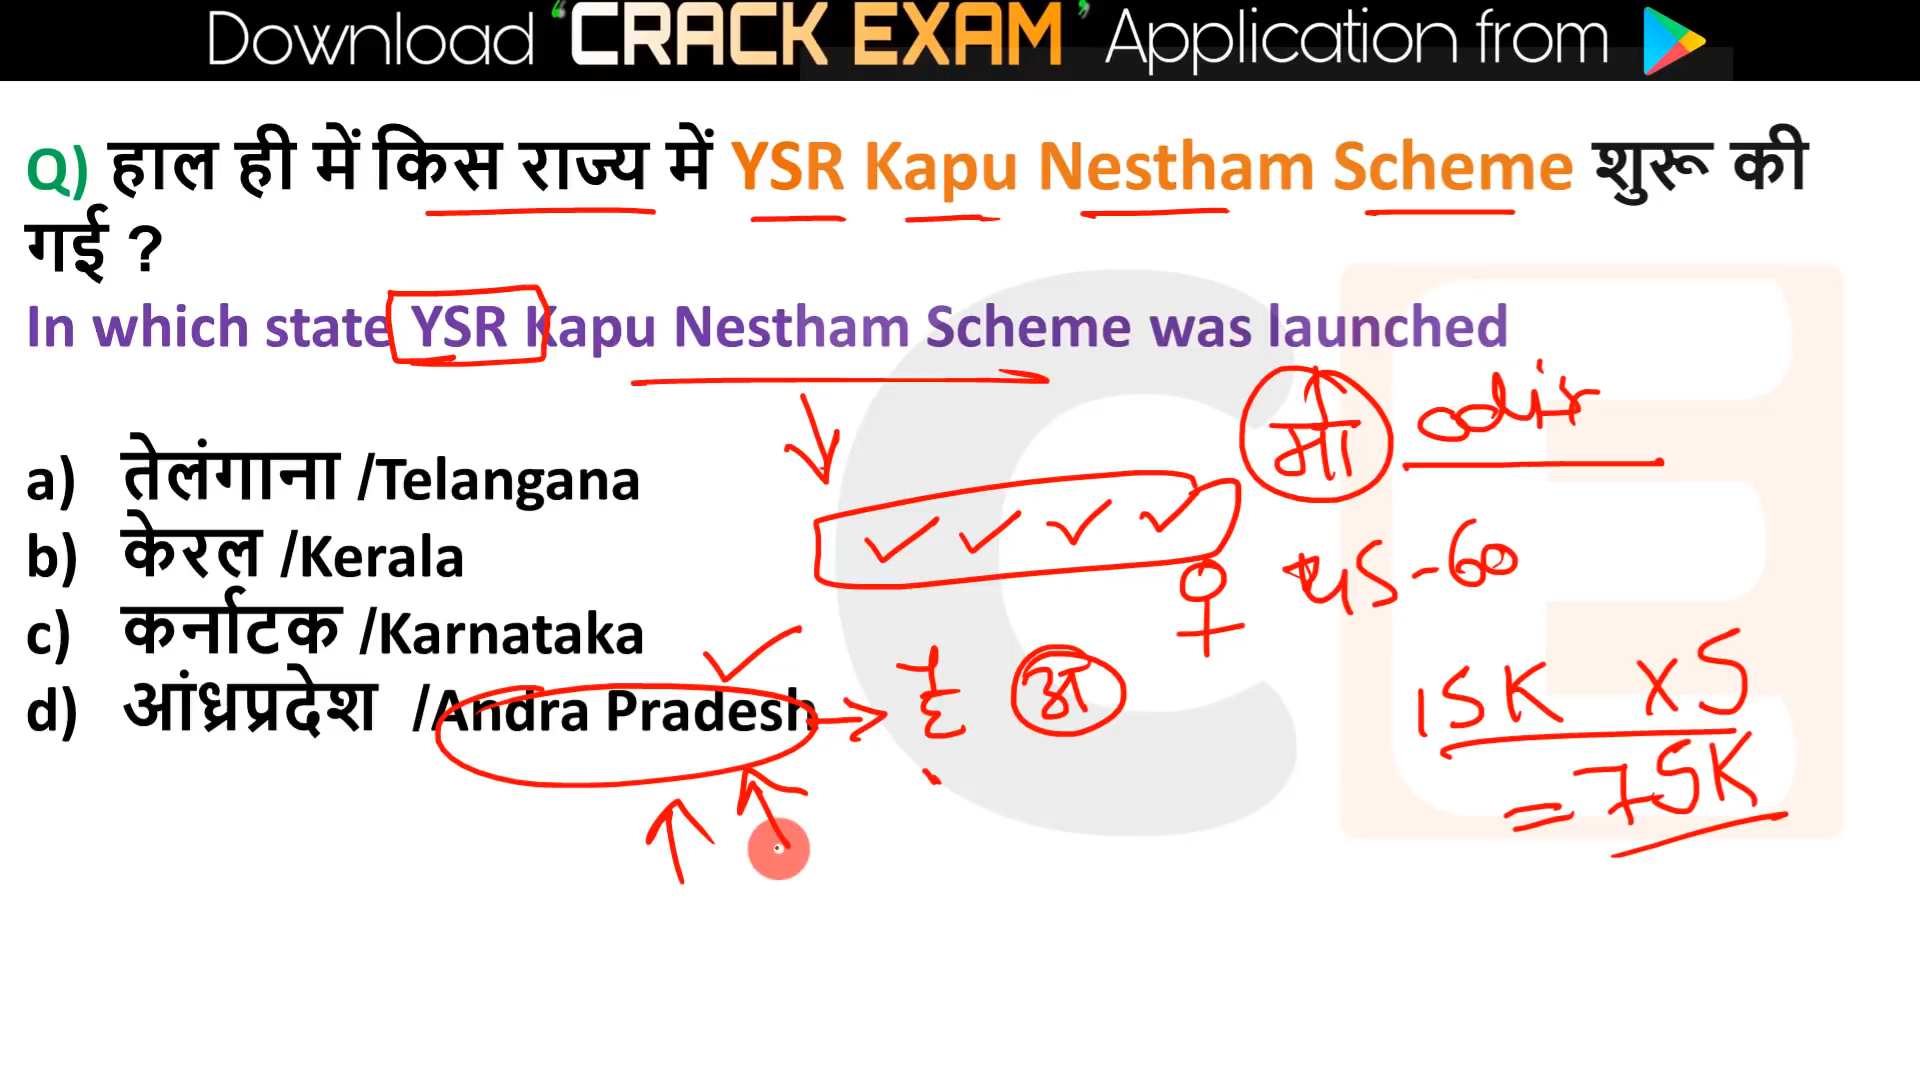 Download ‘CRACK EXAM’ Application from
Q) हाल ही में किस राज्य में YSR Kapu Nestham Scheme शुरू की
गई ?
In which state YSR Kapu Nestham Scheme was launched
माँ
a) तेलंगाना /Telangana
b) केरल /Kerala
45-60
c) कर्नाटक /Karnataka
15K x5
d) आंध्रप्रदेश /Andra Pradesh
= 75K